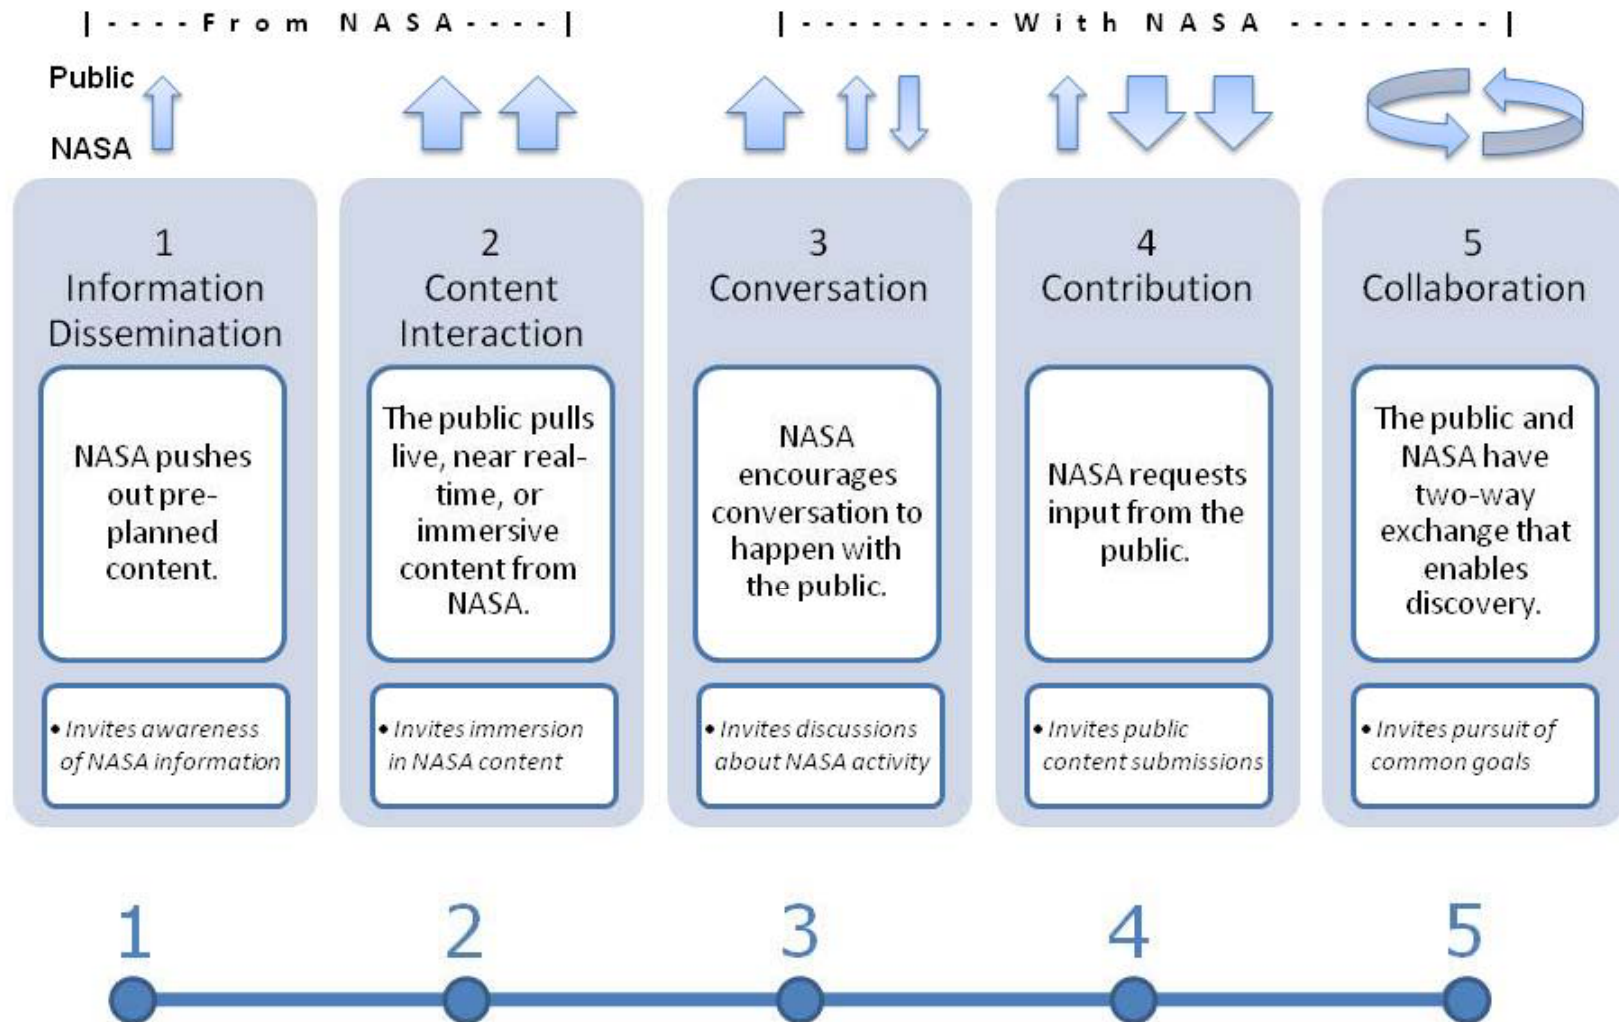 |----From NASA----|
|---------With NASA ---------|
Public
NASA
1
Information
Dissemination
NASA pushes
out pre-
planned
content.
• Invites awareness
of NASA information
2
Content
Interaction
The public pulls
live, near real-
time, or
immersive
content from
NASA.
• Invites immersion
in NASA content
3
Conversation
NASA
encourages
conversation to
happen with
the public.
• Invites discussions
about NASA activity
4
Contribution
NASA requests
input from the
public.
• Invites public
content submissions
5
Collaboration
The public and
NASA have
two-way
exchange that
enables
discovery.
• Invites pursuit of
common goals
1
2
3
4
5